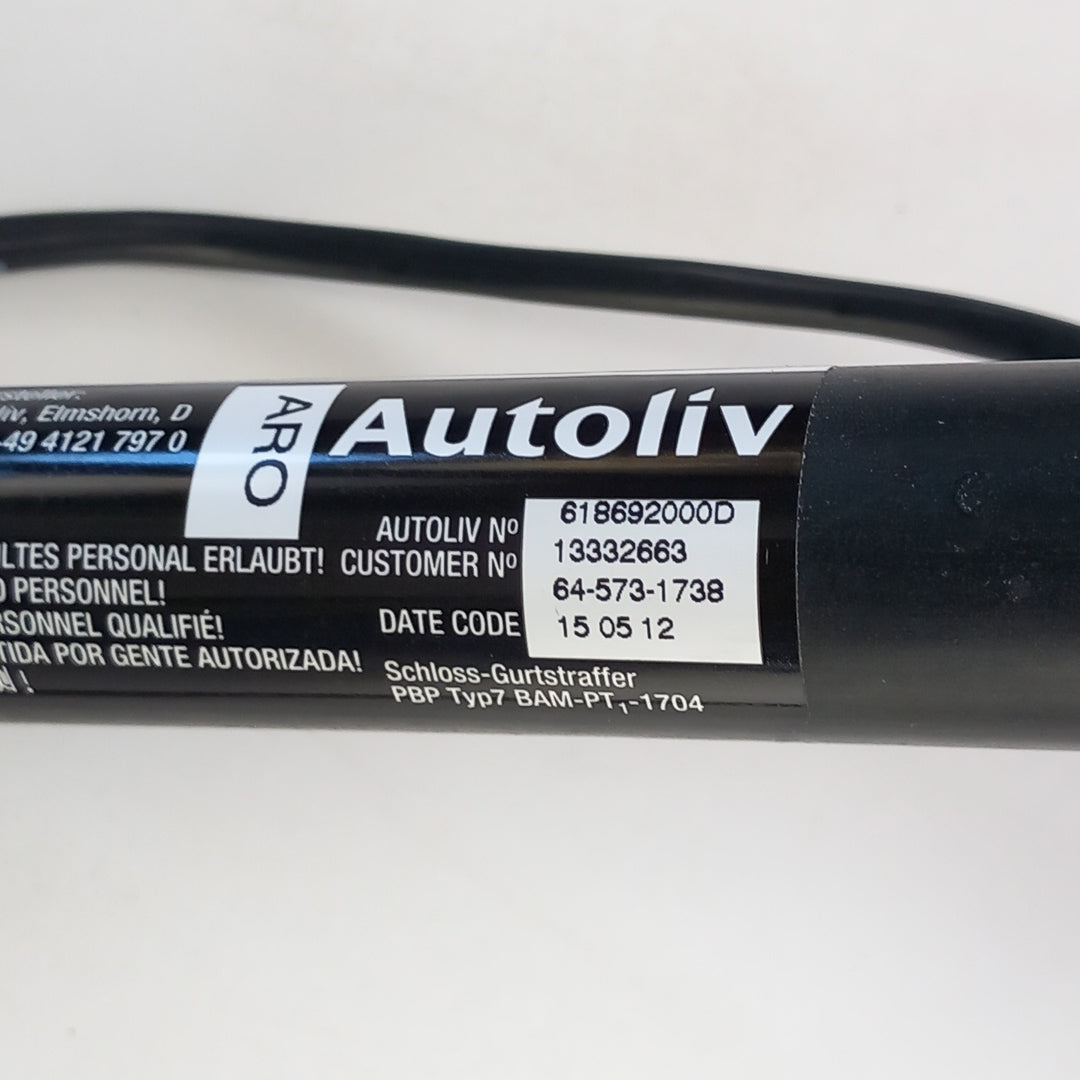 liv, Elmshorn, D
49 4121 797 0
ARO
Autoliv
AUTOLIV Nº 618692000D
CUSTOMER Nº 13332663
64-573-1738
DATE CODE 15 05 12
Schloss-Gurtstraffer
PBP Typ7 BAM-PT₁-1704
LTES PERSONAL ERLAUBT!
PERSONNEL!
RSONNEL QUALIFIÉ!
TIDA POR GENTE AUTORIZADA!